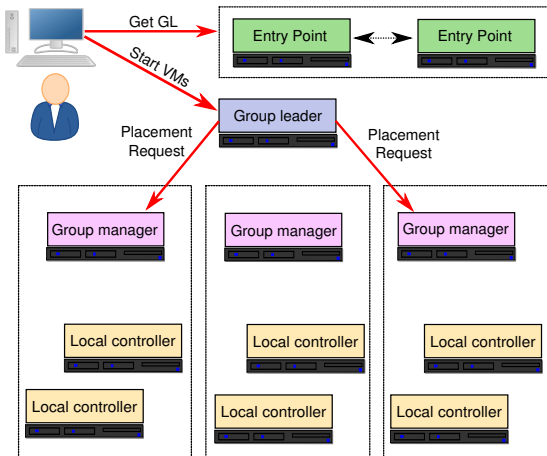 Get GL
Entry Point
Entry Point
Start VMs
Group leader
Placement
Request
Placement
Request
Group manager
Group manager
Group manager
Local controller
Local controller
Local controller
Local controller
Local controller
Local controller